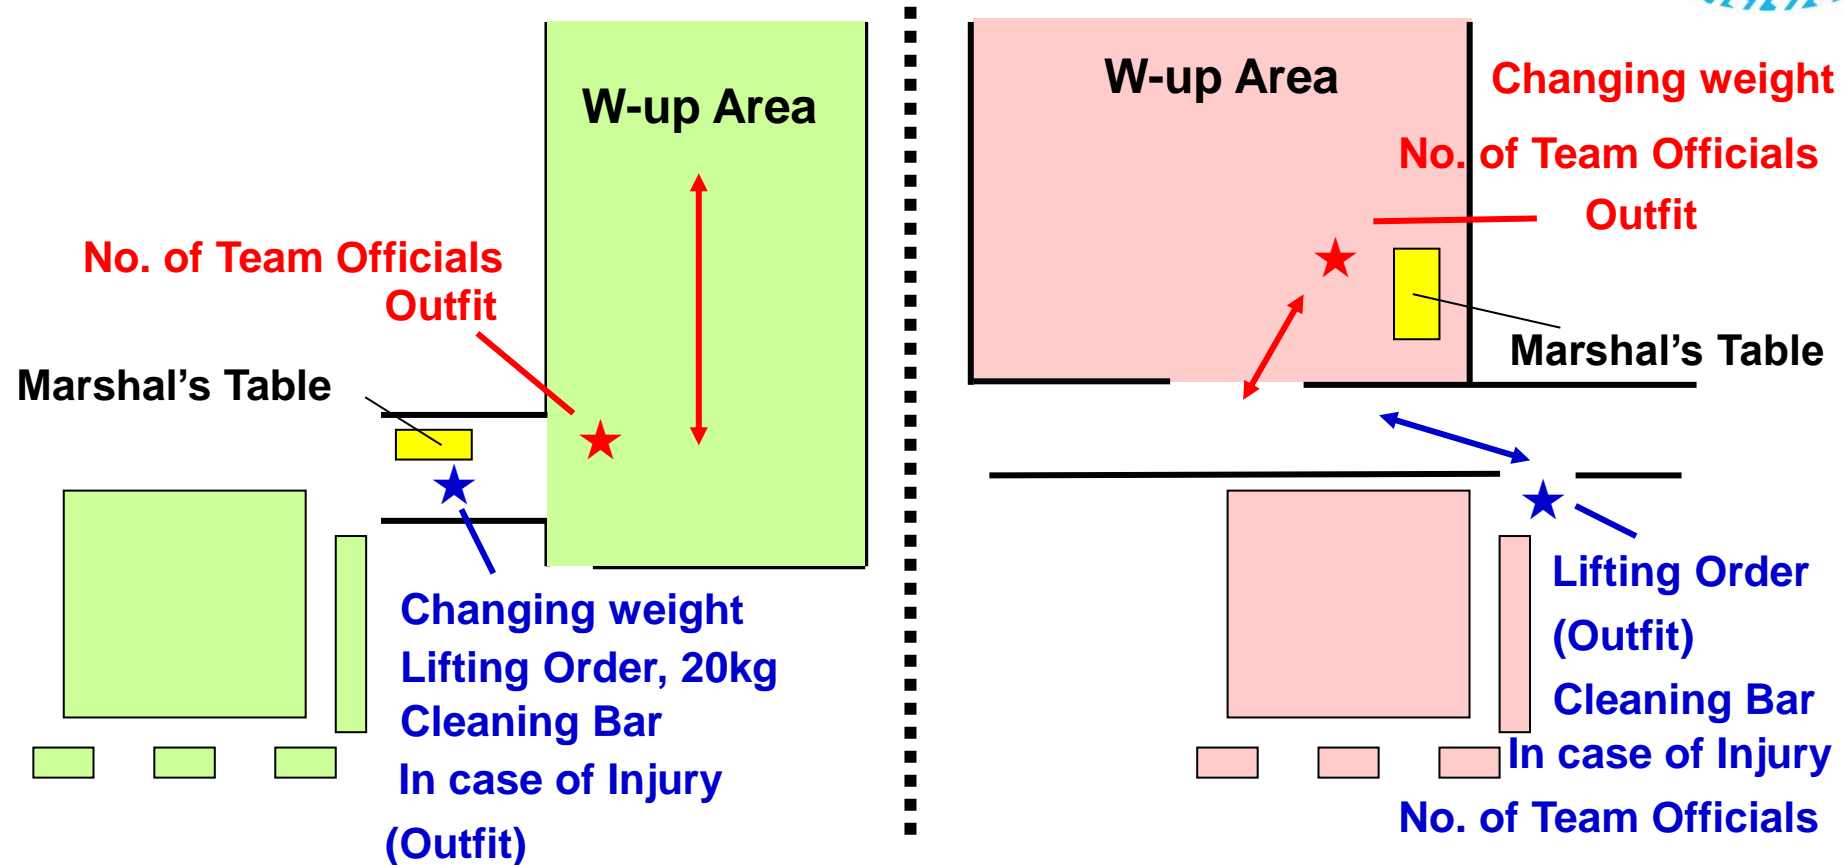 W-up Area
No. of Team Officials
Outfit
Marshal’s Table
Changing weight
Lifting Order, 20kg
Cleaning Bar
In case of Injury
(Outfit)
W-up Area
Changing weight
No. of Team Officials
Outfit
Marshal’s Table
Lifting Order
(Outfit)
Cleaning Bar
In case of Injury
No. of Team Officials